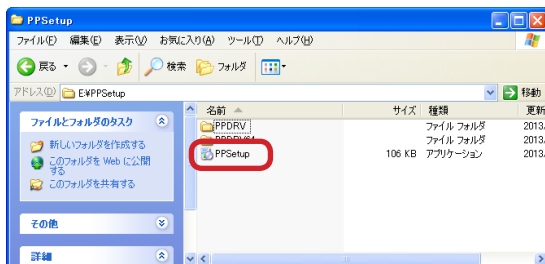 PPSetup
ファイル(F) 編集(E) 表示(V) お気に入り(A) ツール(T) ヘルプ(H)
戻る 検索 フォルダ
アドレス(D) E:¥PPSetup 移動
名前 サイズ 種類 更新
ファイルとフォルダのタスク
新しいフォルダを作成する
このフォルダを Web に公開
する
このフォルダを共有する
その他
詳細
PPDRV ファイル フォルダ 2013.
PPDRV64 ファイル フォルダ 2013.
PPSetup 106 KB アプリケーション 2013.